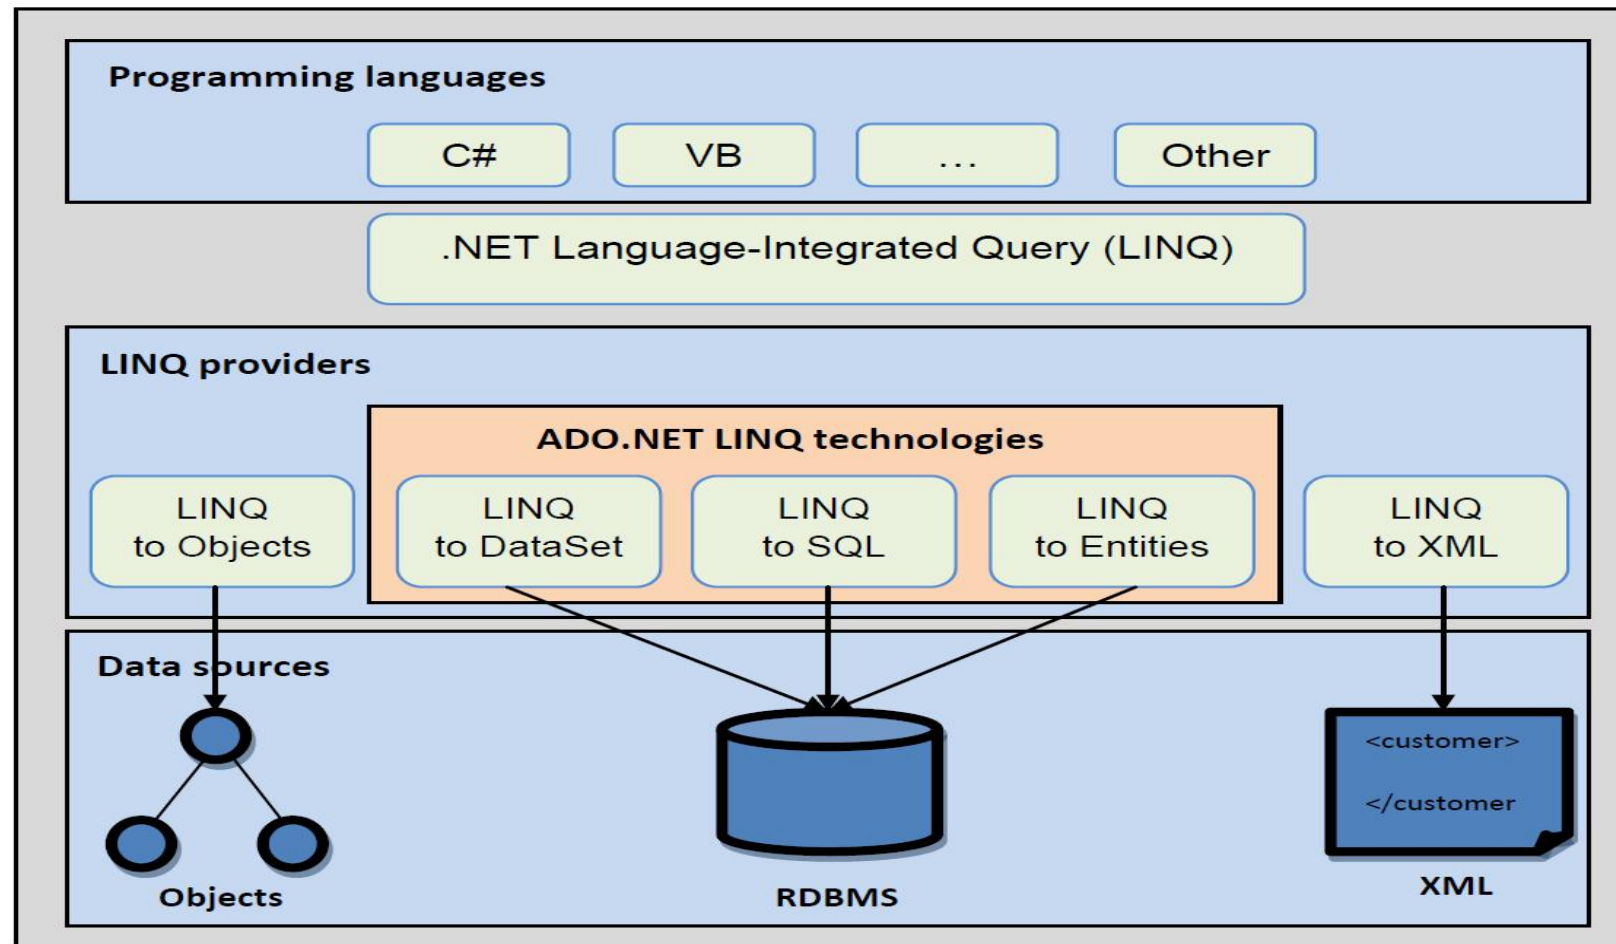 Programming languages
C#
VB
...
Other
.NET Language-Integrated Query (LINQ)
LINQ providers
ADO.NET LINQ technologies
LINQ
to Objects
LINQ
to DataSet
LINQ
to SQL
LINQ
to Entities
LINQ
to XML
Data sources
<customer>
</customer
Objects
RDBMS
XML